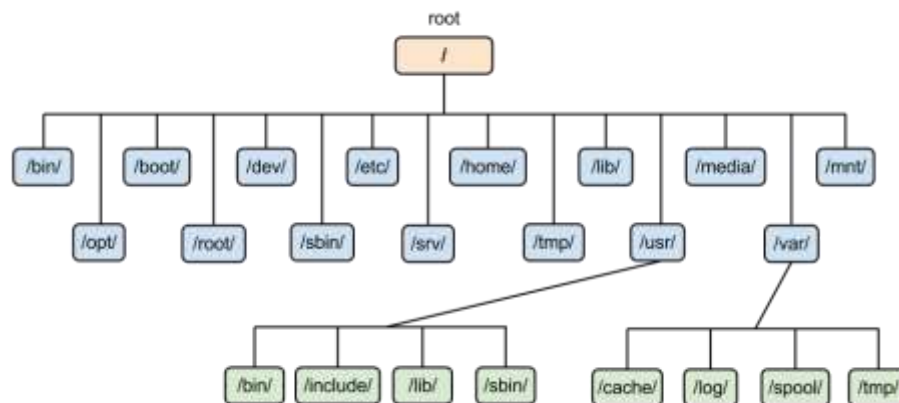 root
/
/bin/ /boot/ /dev/ /etc/ /home/ /lib/ /media/ /mnt/
/opt/ /root/ /sbin/ /srv/ /tmp/ /usr/ /var/
/bin/ /include/ /lib/ /sbin/ /cache/ /log/ /spool/ /tmp/